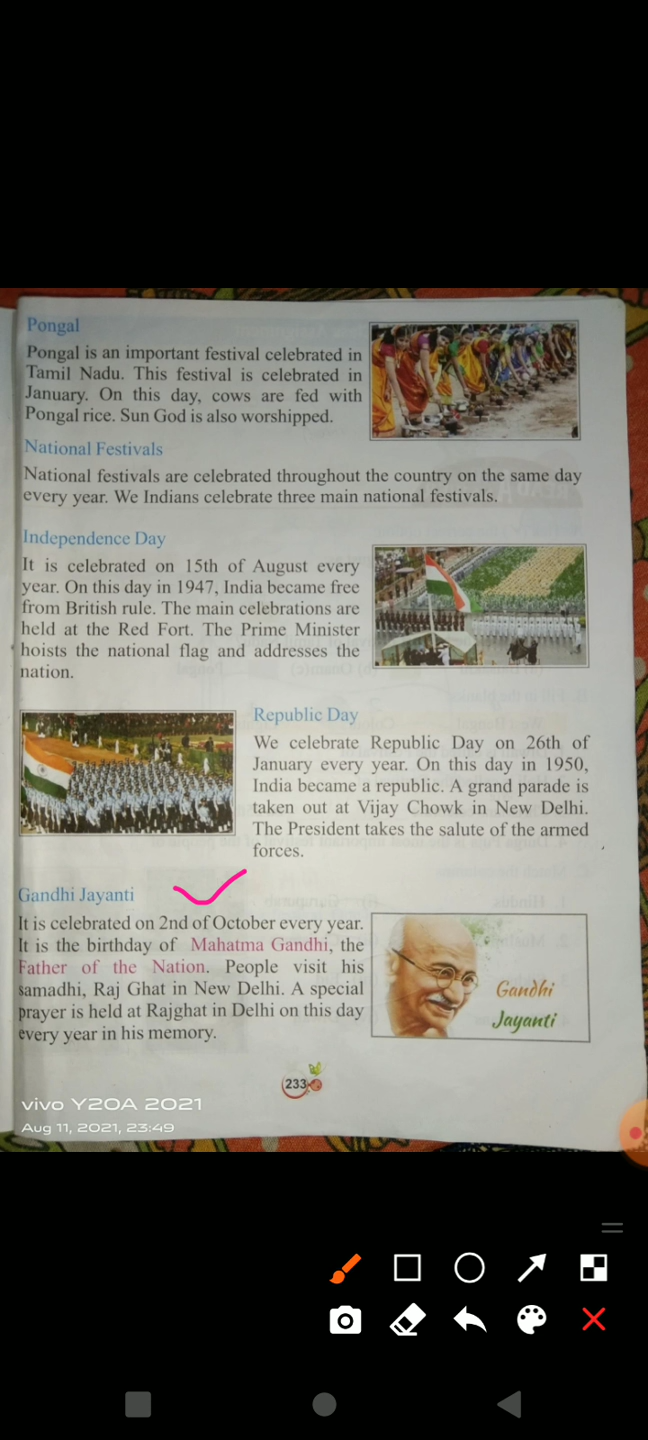 Pongal
Pongal is an important festival celebrated in
Tamil Nadu. This festival is celebrated in
January. On this day, cows are fed with
Pongal rice. Sun God is also worshipped.
National Festivals
National festivals are celebrated throughout the country on the same day
every year. We Indians celebrate three main national festivals.
Independence Day
It is celebrated on 15th of August every
year. On this day in 1947, India became free
from British rule. The main celebrations are
held at the Red Fort. The Prime Minister
hoists the national flag and addresses the
nation.
Republic Day
We celebrate Republic Day on 26th of
January every year. On this day in 1950,
India became a republic. A grand parade is
taken out at Vijay Chowk in New Delhi.
The President takes the salute of the armed
forces.
Gandhi Jayanti
It is celebrated on 2nd of October every year.
It is the birthday of Mahatma Gandhi, the
Father of the Nation. People visit his
samadhi, Raj Ghat in New Delhi. A special
prayer is held at Rajghat in Delhi on this day
every year in his memory.
Gandhi
Jayanti
233
vivo Y20A 2021
Aug 11, 2021, 23:49